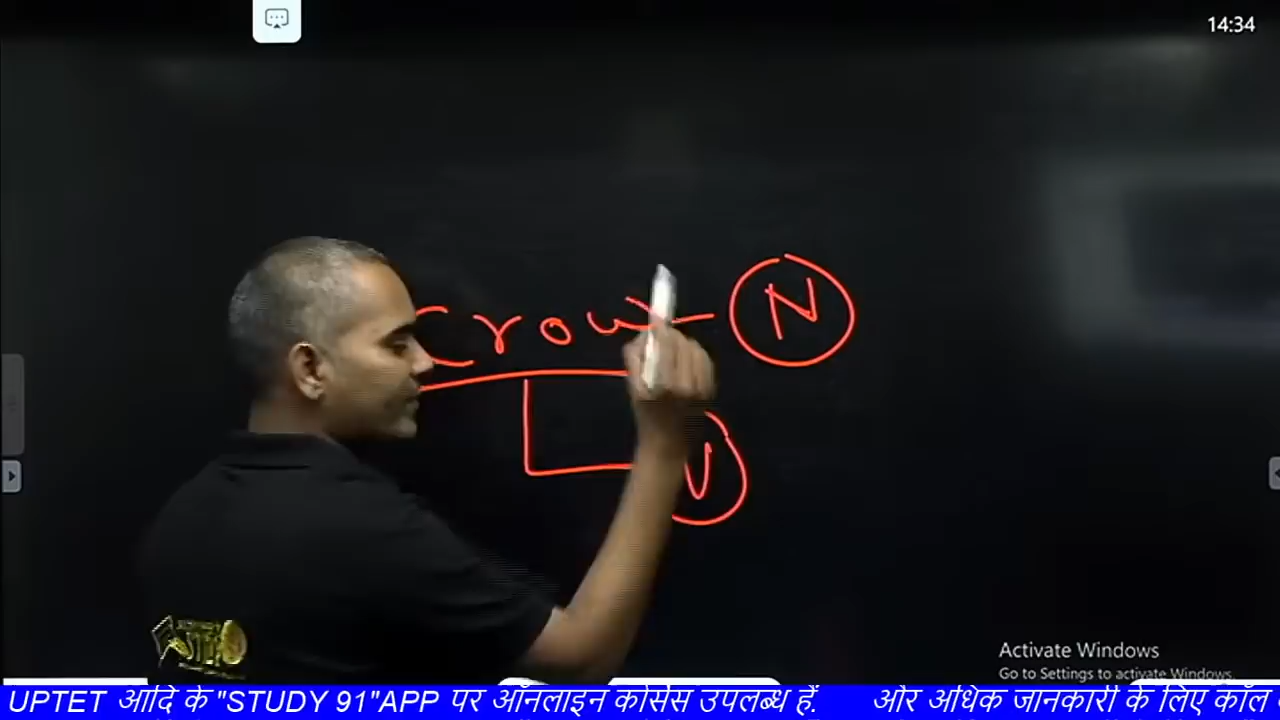 14:34
Crow - N
V
Activate Windows
Go to Settings to activate Windows.
UPTET आदि के "STUDY 91"APP पर ऑनलाइन कोर्सेस उपलब्ध हैं. और अधिक जानकारी के लिए कॉल